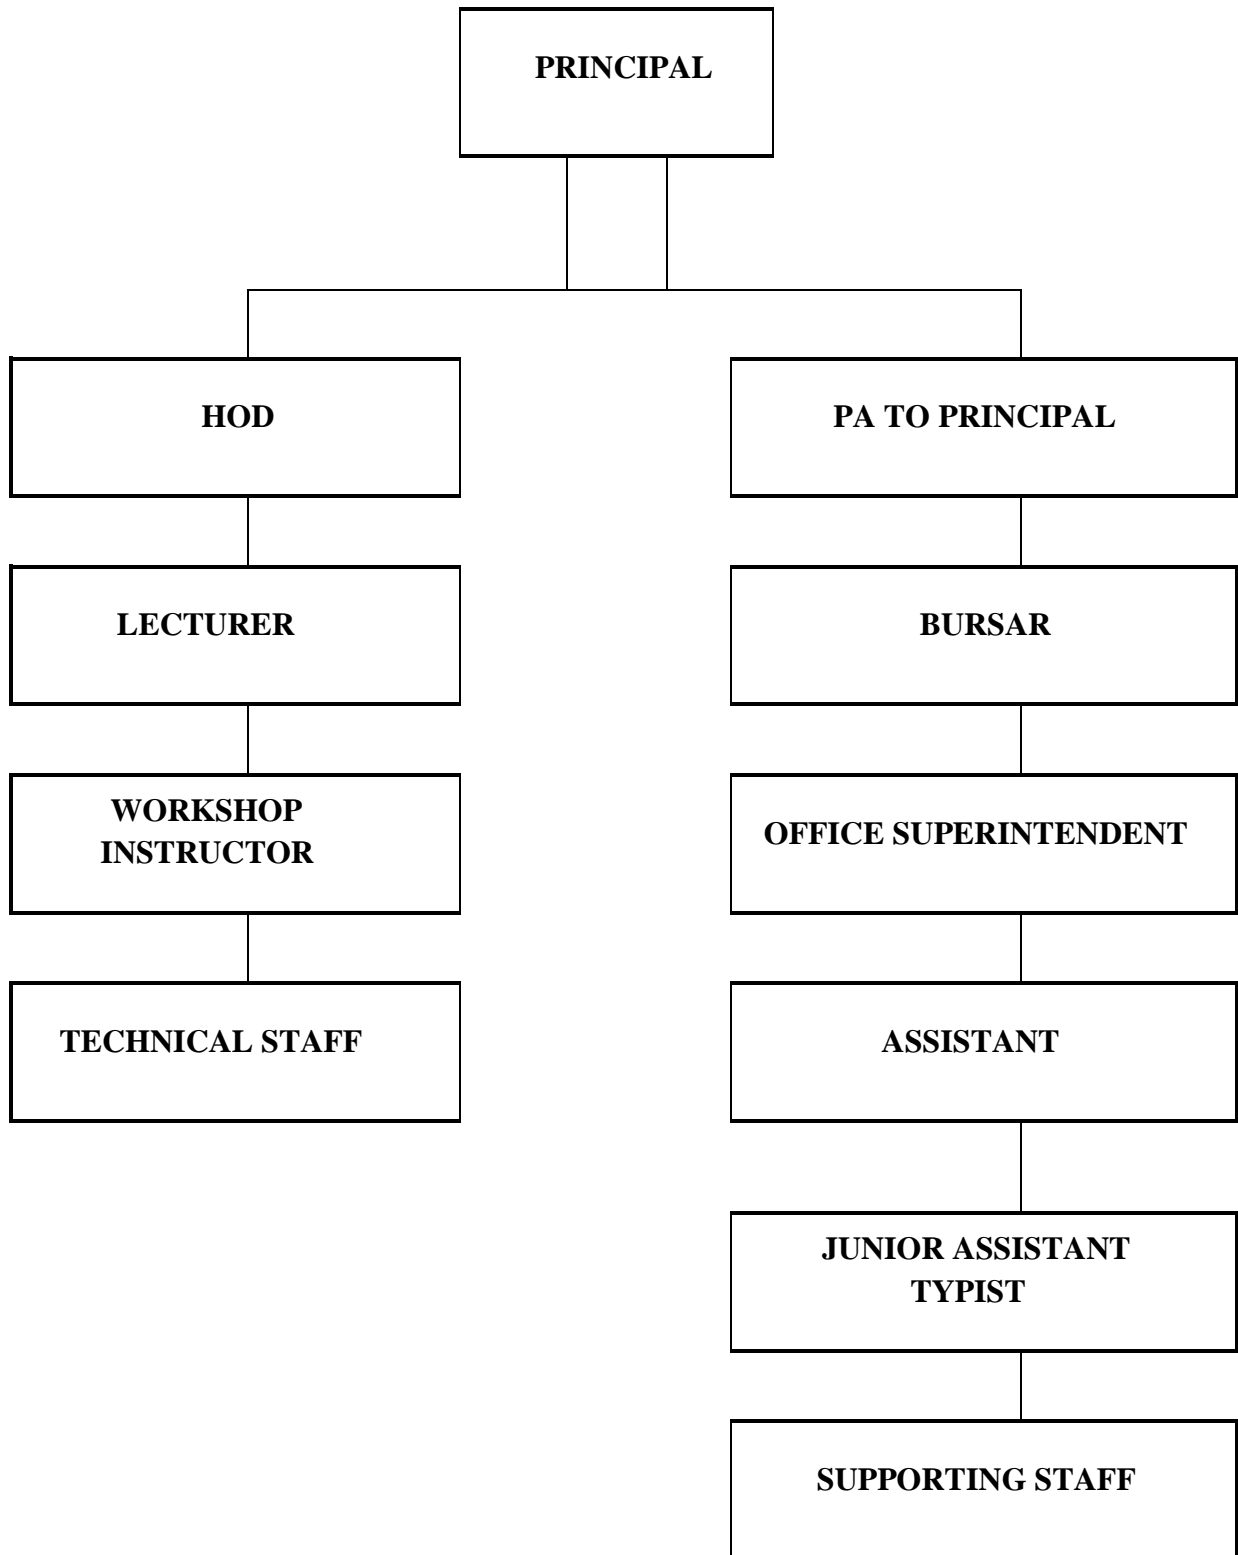 PRINCIPAL
HOD
PA TO PRINCIPAL
LECTURER
BURSAR
WORKSHOP
INSTRUCTOR
OFFICE SUPERINTENDENT
TECHNICAL STAFF
ASSISTANT
JUNIOR ASSISTANT
TYPIST
SUPPORTING STAFF